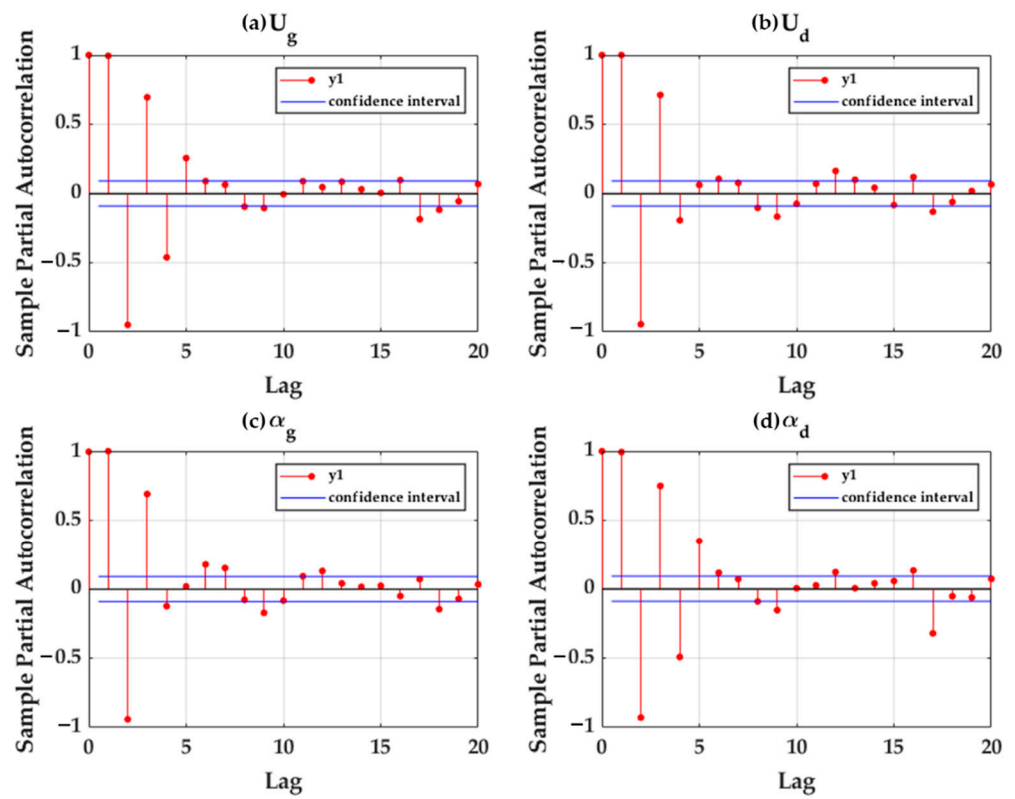 (a) U_g
Sample Partial Autocorrelation
1
0.5
0
−0.5
−1
y1
confidence interval
0 5 10 15 20
Lag
(b) U_d
Sample Partial Autocorrelation
1
0.5
0
−0.5
−1
y1
confidence interval
0 5 10 15 20
Lag
(c) α_g
Sample Partial Autocorrelation
1
0.5
0
−0.5
−1
y1
confidence interval
0 5 10 15 20
Lag
(d) α_d
Sample Partial Autocorrelation
1
0.5
0
−0.5
−1
y1
confidence interval
0 5 10 15 20
Lag